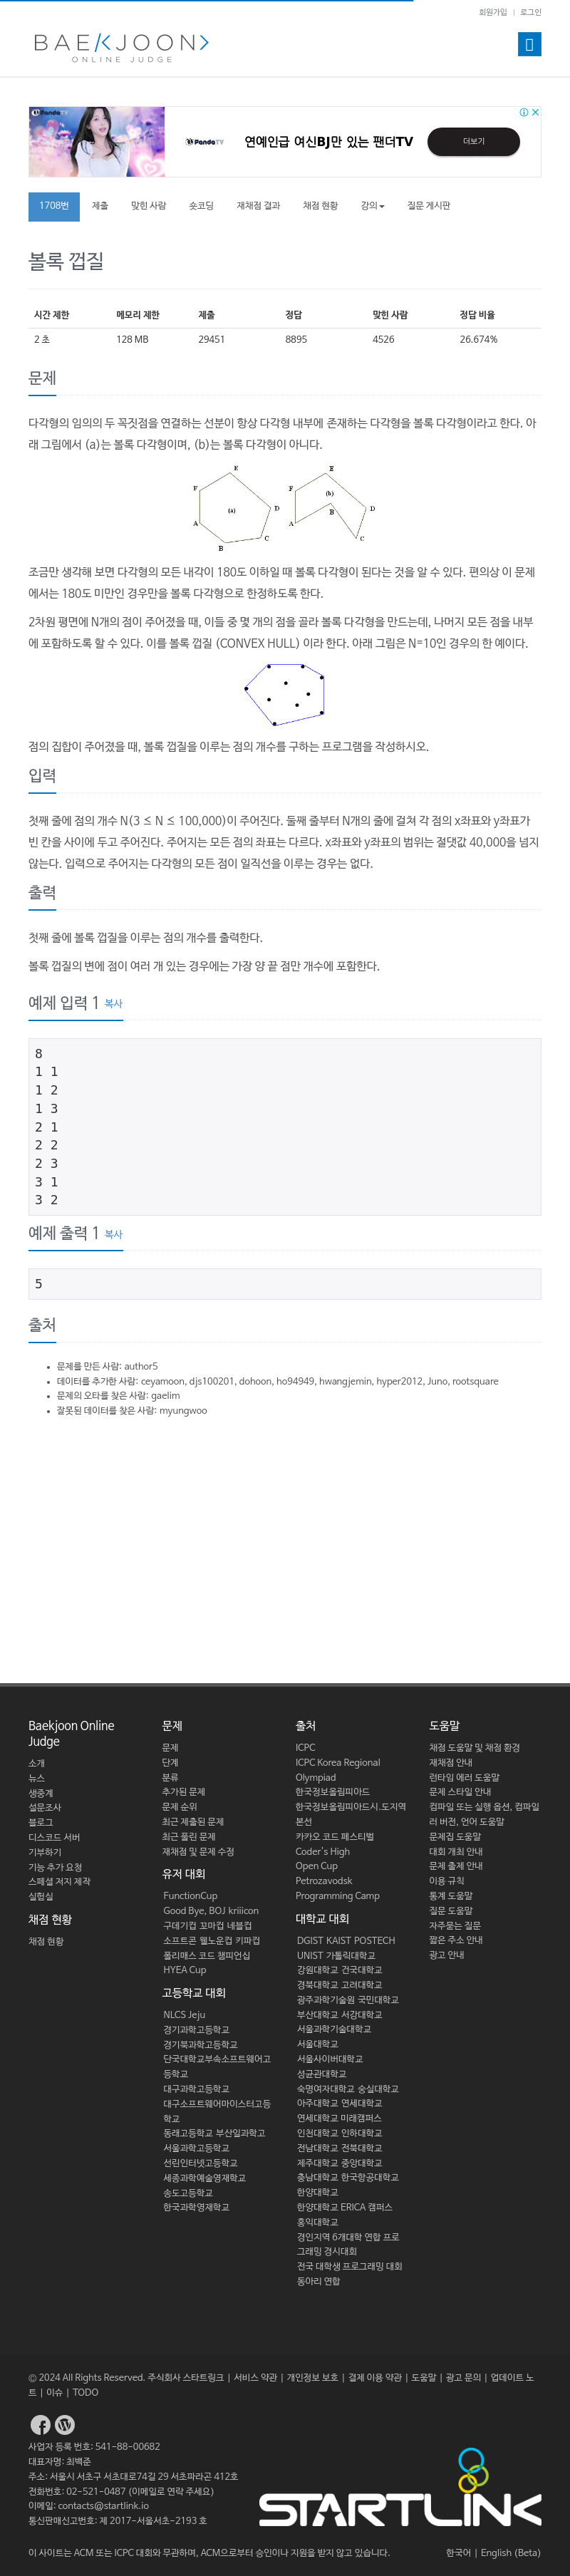 회원가입 | 로그인
BAEKJOON>
ONLINE JUDGE
PandaTV
PandaTV
연예인급 여신BJ만 있는 팬더TV
더보기
1708번 제출 맞힌 사람 숏코딩 재채점 결과 채점 현황 강의 질문 게시판
볼록 껍질
시간 제한 메모리 제한 제출 정답 맞힌 사람 정답 비율
2 초 128 MB 29451 8895 4526 26.674%
문제
다각형의 임의의 두 꼭짓점을 연결하는 선분이 항상 다각형 내부에 존재하는 다각형을 볼록 다각형이라고 한다. 아
래 그림에서 (a)는 볼록 다각형이며, (b)는 볼록 다각형이 아니다.
F E D (a) A B C F E D (b) A B C
조금만 생각해 보면 다각형의 모든 내각이 180도 이하일 때 볼록 다각형이 된다는 것을 알 수 있다. 편의상 이 문제
에서는 180도 미만인 경우만을 볼록 다각형으로 한정하도록 한다.
2차원 평면에 N개의 점이 주어졌을 때, 이들 중 몇 개의 점을 골라 볼록 다각형을 만드는데, 나머지 모든 점을 내부
에 포함하도록 할 수 있다. 이를 볼록 껍질 (CONVEX HULL) 이라 한다. 아래 그림은 N=10인 경우의 한 예이다.
점의 집합이 주어졌을 때, 볼록 껍질을 이루는 점의 개수를 구하는 프로그램을 작성하시오.
입력
첫째 줄에 점의 개수 N(3 ≤ N ≤ 100,000)이 주어진다. 둘째 줄부터 N개의 줄에 걸쳐 각 점의 x좌표와 y좌표가
빈 칸을 사이에 두고 주어진다. 주어지는 모든 점의 좌표는 다르다. x좌표와 y좌표의 범위는 절댓값 40,000을 넘지
않는다. 입력으로 주어지는 다각형의 모든 점이 일직선을 이루는 경우는 없다.
출력
첫째 줄에 볼록 껍질을 이루는 점의 개수를 출력한다.
볼록 껍질의 변에 점이 여러 개 있는 경우에는 가장 양 끝 점만 개수에 포함한다.
예제 입력 1 복사
8
1 1
1 2
1 3
2 1
2 2
2 3
3 1
3 2
예제 출력 1 복사
5
출처
• 문제를 만든 사람: author5
• 데이터를 추가한 사람: ceyamoon, djs100201, dohoon, ho94949, hwangjemin, hyper2012, Juno, rootsquare
• 문제의 오타를 찾은 사람: gaelim
• 잘못된 데이터를 찾은 사람: myungwoo
Baekjoon Online
Judge
소개
뉴스
생중계
설문조사
블로그
디스코드 서버
기부하기
기능 추가 요청
스페셜 저지 제작
실험실
채점 현황
채점 현황
문제
문제
단계
분류
추가된 문제
문제 순위
최근 제출된 문제
최근 풀린 문제
재채점 및 문제 수정
유저 대회
FunctionCup
Good Bye, BOJ kriiicon
구데기컵 꼬마컵 네블컵
소프트콘 웰노운컵 키파컵
폴리매스 코드 챔피언십
HYEA Cup
고등학교 대회
NLCS Jeju
경기과학고등학교
경기북과학고등학교
단국대학교부속소프트웨어고
등학교
대구과학고등학교
대구소프트웨어마이스터고등
학교
동래고등학교 부산일과학고
서울과학고등학교
선린인터넷고등학교
세종과학예술영재학교
송도고등학교
한국과학영재학교
출처
ICPC
ICPC Korea Regional
Olympiad
한국정보올림피아드
한국정보올림피아드시.도지역
본선
카카오 코드 페스티벌
Coder's High
Open Cup
Petrozavodsk
Programming Camp
대학교 대회
DGIST KAIST POSTECH
UNIST 가톨릭대학교
강원대학교 건국대학교
경북대학교 고려대학교
광주과학기술원 국민대학교
부산대학교 서강대학교
서울과학기술대학교
서울대학교
서울사이버대학교
성균관대학교
숙명여자대학교 숭실대학교
아주대학교 연세대학교
연세대학교 미래캠퍼스
인천대학교 인하대학교
전남대학교 전북대학교
제주대학교 중앙대학교
충남대학교 한국항공대학교
한양대학교
한양대학교 ERICA 캠퍼스
홍익대학교
경인지역 6개대학 연합 프로
그래밍 경시대회
전국 대학생 프로그래밍 대회
동아리 연합
도움말
채점 도움말 및 채점 환경
재채점 안내
런타임 에러 도움말
문제 스타일 안내
컴파일 또는 실행 옵션, 컴파일
러 버전, 언어 도움말
문제집 도움말
대회 개최 안내
문제 출제 안내
이용 규칙
통계 도움말
질문 도움말
자주묻는 질문
짧은 주소 안내
광고 안내
© 2024 All Rights Reserved. 주식회사 스타트링크 | 서비스 약관 | 개인정보 보호 | 결제 이용 약관 | 도움말 | 광고 문의 | 업데이트 노
트 | 이슈 | TODO
사업자 등록 번호: 541-88-00682
대표자명: 최백준
주소: 서울시 서초구 서초대로74길 29 서초파라곤 412호
전화번호: 02-521-0487 (이메일로 연락 주세요)
이메일: contacts@startlink.io
통신판매신고번호: 제 2017-서울서초-2193 호
STARTLINK
이 사이트는 ACM 또는 ICPC 대회와 무관하며, ACM으로부터 승인이나 지원을 받지 않고 있습니다.
한국어 | English (Beta)